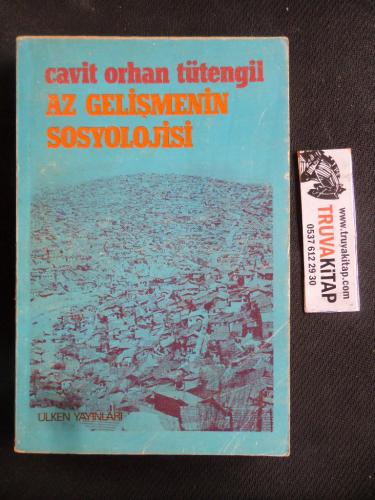 cavit orhan tütengil
AZ GELİŞMENİN
SOSYOLOJİSİ
ÜLKEN YAYINLARI
www.truvakitap.com
TRUVAKİTAP
0537 612 29 30